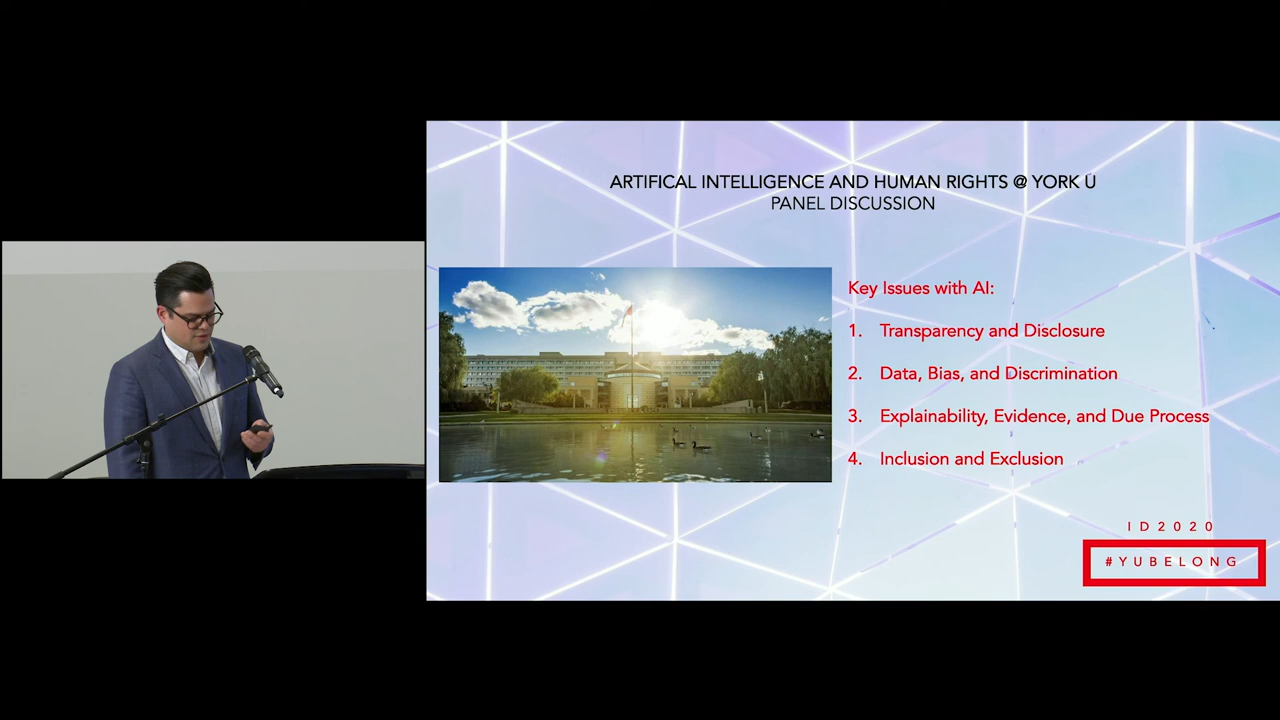 ARTIFICAL INTELLIGENCE AND HUMAN RIGHTS @ YORK U
PANEL DISCUSSION
Key Issues with AI:
1. Transparency and Disclosure
2. Data, Bias, and Discrimination
3. Explainability, Evidence, and Due Process
4. Inclusion and Exclusion
ID2020
#YUBELONG